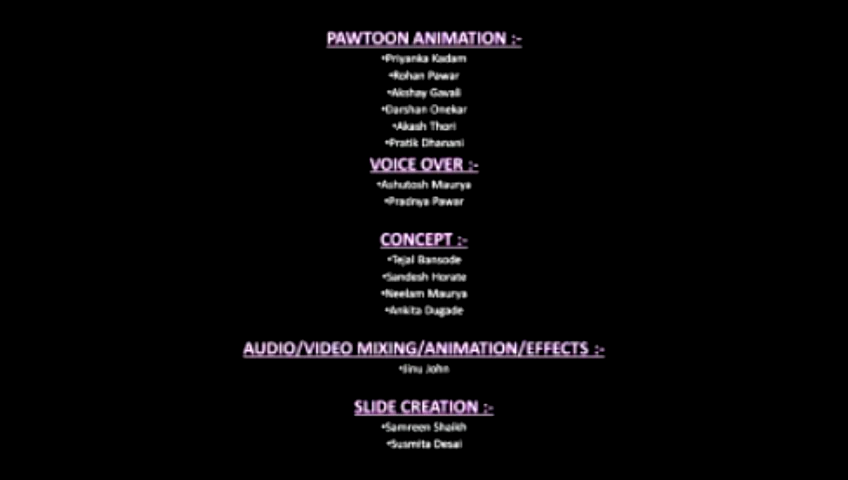 PAWTOON ANIMATION :-
•Priyanka Kadam
•Rohan Pawar
•Akshay Gavali
•Darshan Onekar
•Akash Thori
•Pratik Dhanani
VOICE OVER :-
•Ashutosh Maurya
•Pradnya Pawar
CONCEPT :-
•Tejal Bansode
•Sandesh Horate
•Neelam Maurya
•Ankita Dugade
AUDIO/VIDEO MIXING/ANIMATION/EFFECTS :-
•Jinu John
SLIDE CREATION :-
•Samreen Shaikh
•Susmita Desai